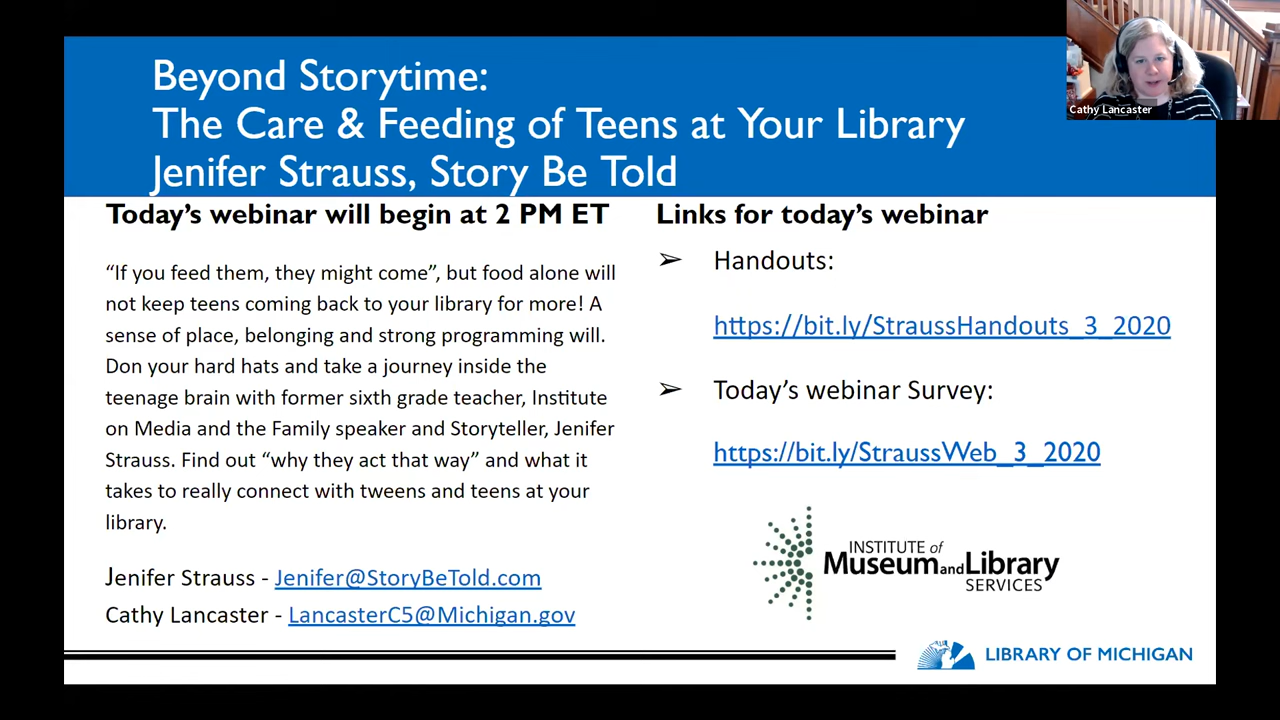 Beyond Storytime:
The Care & Feeding of Teens at Your Library
Jenifer Strauss, Story Be Told
Cathy Lancaster
Today’s webinar will begin at 2 PM ET
“If you feed them, they might come”, but food alone will
not keep teens coming back to your library for more! A
sense of place, belonging and strong programming will.
Don your hard hats and take a journey inside the
teenage brain with former sixth grade teacher, Institute
on Media and the Family speaker and Storyteller, Jenifer
Strauss. Find out “why they act that way” and what it
takes to really connect with tweens and teens at your
library.
Jenifer Strauss - Jenifer@StoryBeTold.com
Cathy Lancaster - LancasterC5@Michigan.gov
Links for today’s webinar
➢ Handouts:
https://bit.ly/StraussHandouts_3_2020
➢ Today’s webinar Survey:
https://bit.ly/StraussWeb_3_2020
INSTITUTE of
Museum and Library
SERVICES
LIBRARY OF MICHIGAN